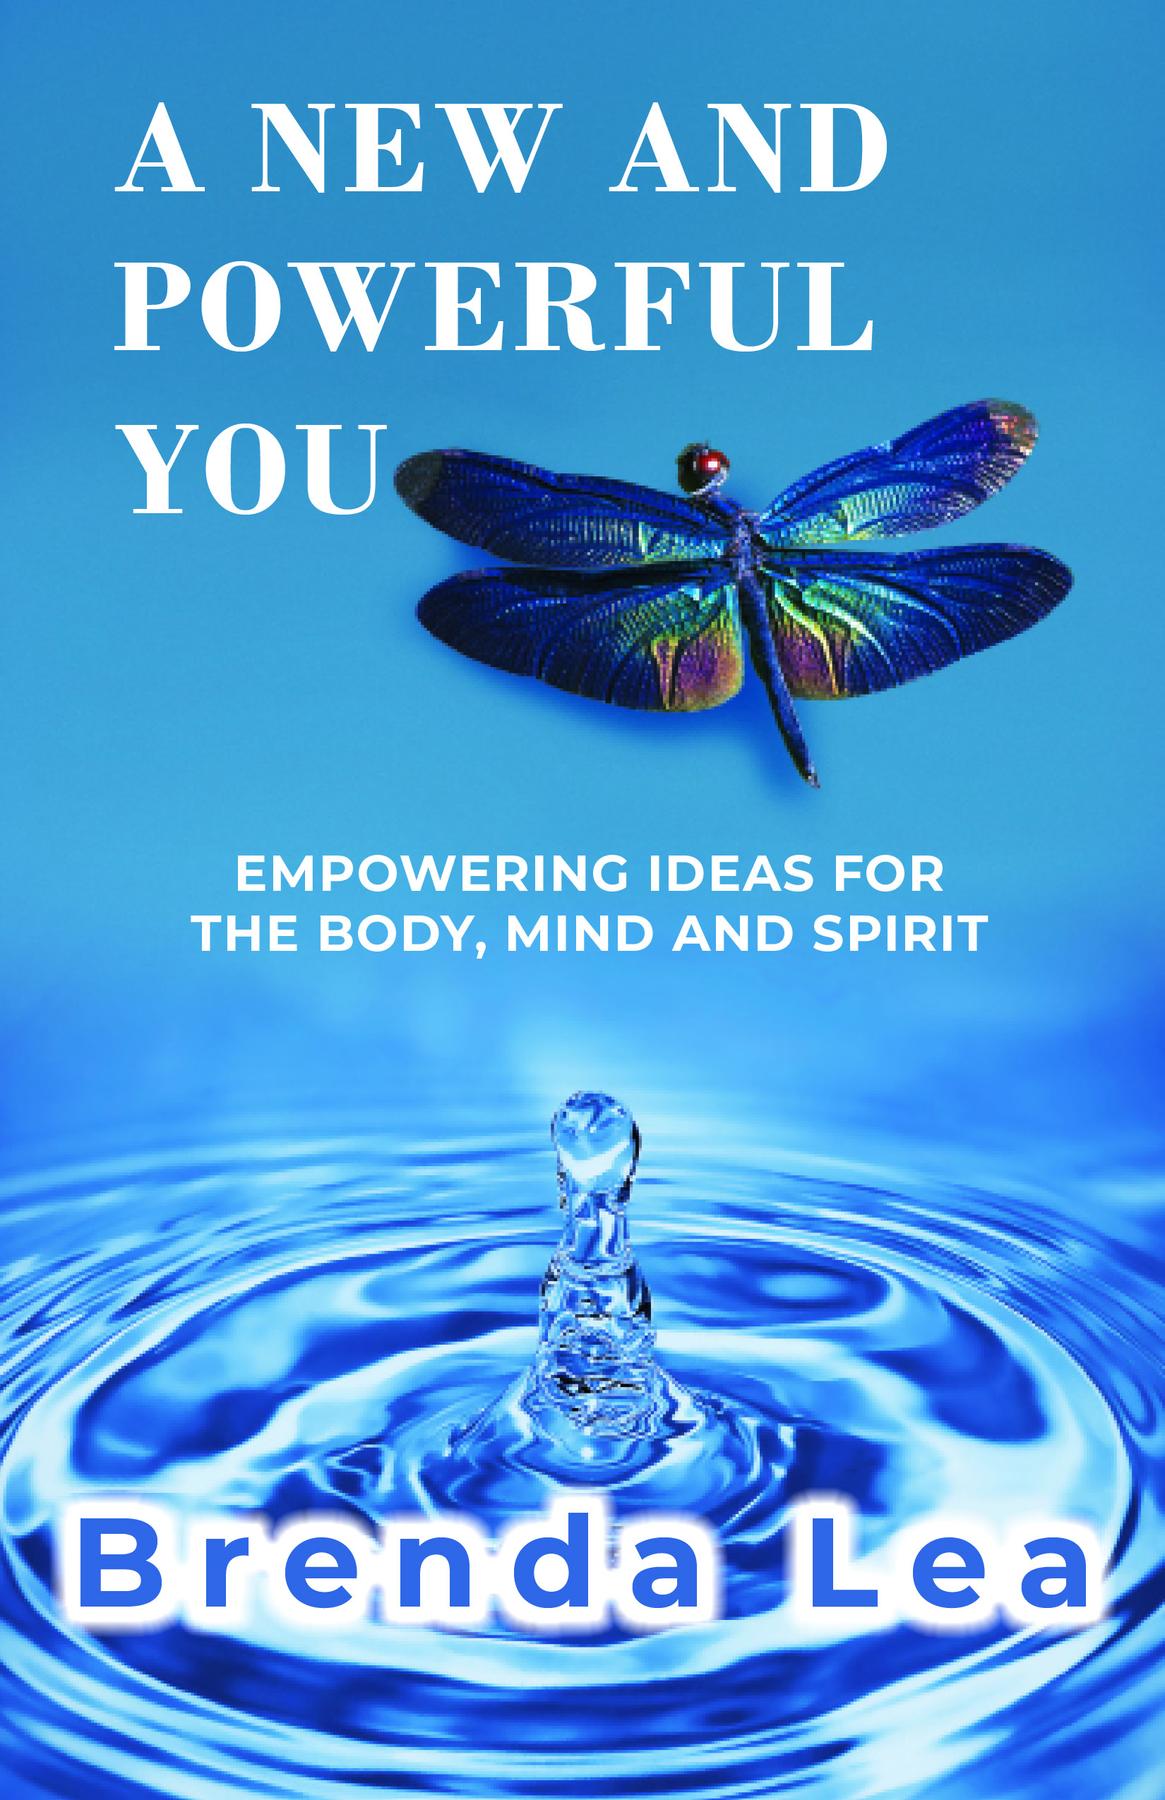 A NEW AND
POWERFUL
YOU
EMPOWERING IDEAS FOR
THE BODY, MIND AND SPIRIT
Brenda Lea